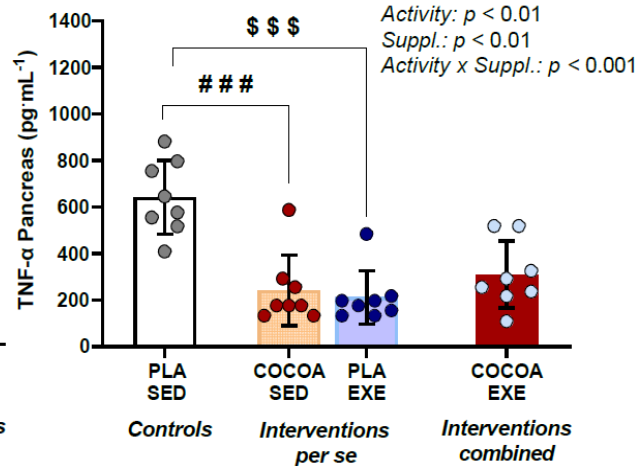 Activity: p < 0.01
Suppl.: p < 0.01
Activity x Suppl.: p < 0.001
$ $ $
# # #
TNF-α Pancreas (pg·mL⁻¹)
1400
1200
1000
800
600
400
200
0
PLA SED
COCOA SED
PLA EXE
COCOA EXE
Controls
Interventions per se
Interventions combined
s